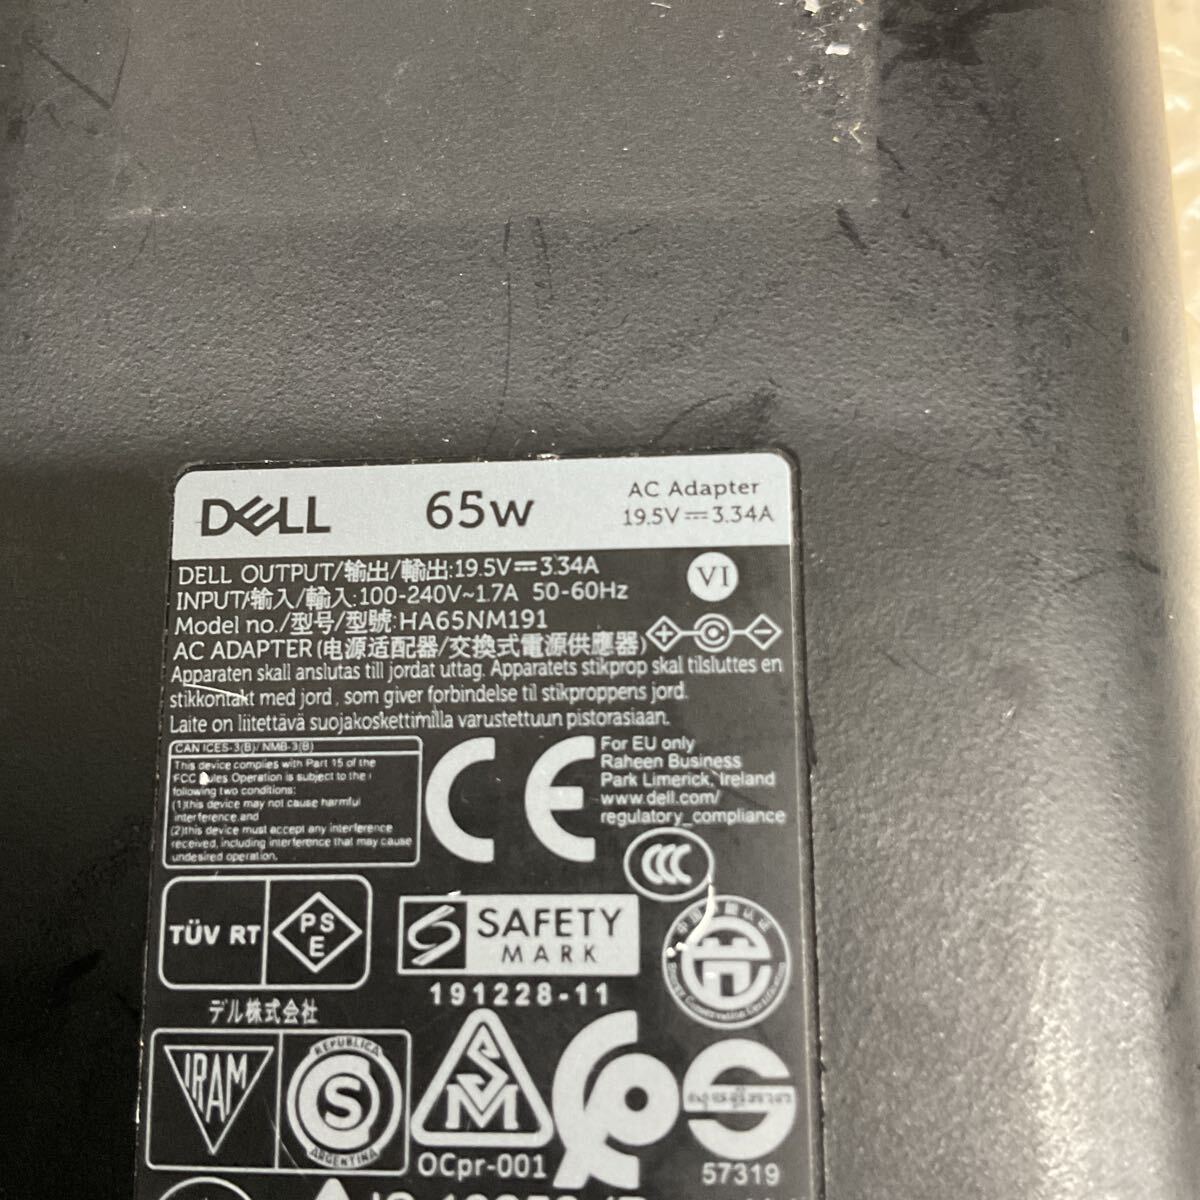 DELL 65w AC Adapter
19.5V⎓3.34A
DELL OUTPUT/输出/輸出:19.5V⎓3.34A
INPUT/输入/輸入:100-240V~1.7A 50-60Hz
VI
Model no./型号/型號:HA65NM191
AC ADAPTER(电源适配器/交換式電源供應器)
Apparaten skall anslutas till jordat uttag. Apparatets stikprop skal tilsluttes en
stikkontakt med jord, som giver forbindelse til stikproppens jord.
Laite on liitettävä suojakoskettimilla varustettuun pistorasiaan.
CAN ICES-3(B)/ NMB-3(B)
This device complies with Part 15 of the
FCC Rules Operation is subject to the
following two conditions:
(1)this device may not cause harmful
interference.and
(2)this device must accept any interference
received, including interference that may cause
undesired operation.
CE
For EU only
Raheen Business
Park Limerick, Ireland
www.dell.com/
regulatory_compliance
CCC
TÜV RT
PS
E
SAFETY
MARK
191228-11
Energy Conservation Certification
デル株式会社
IRAM
REPUBLICA
S
ARGENTINA
S
M
OCpr-001
57319